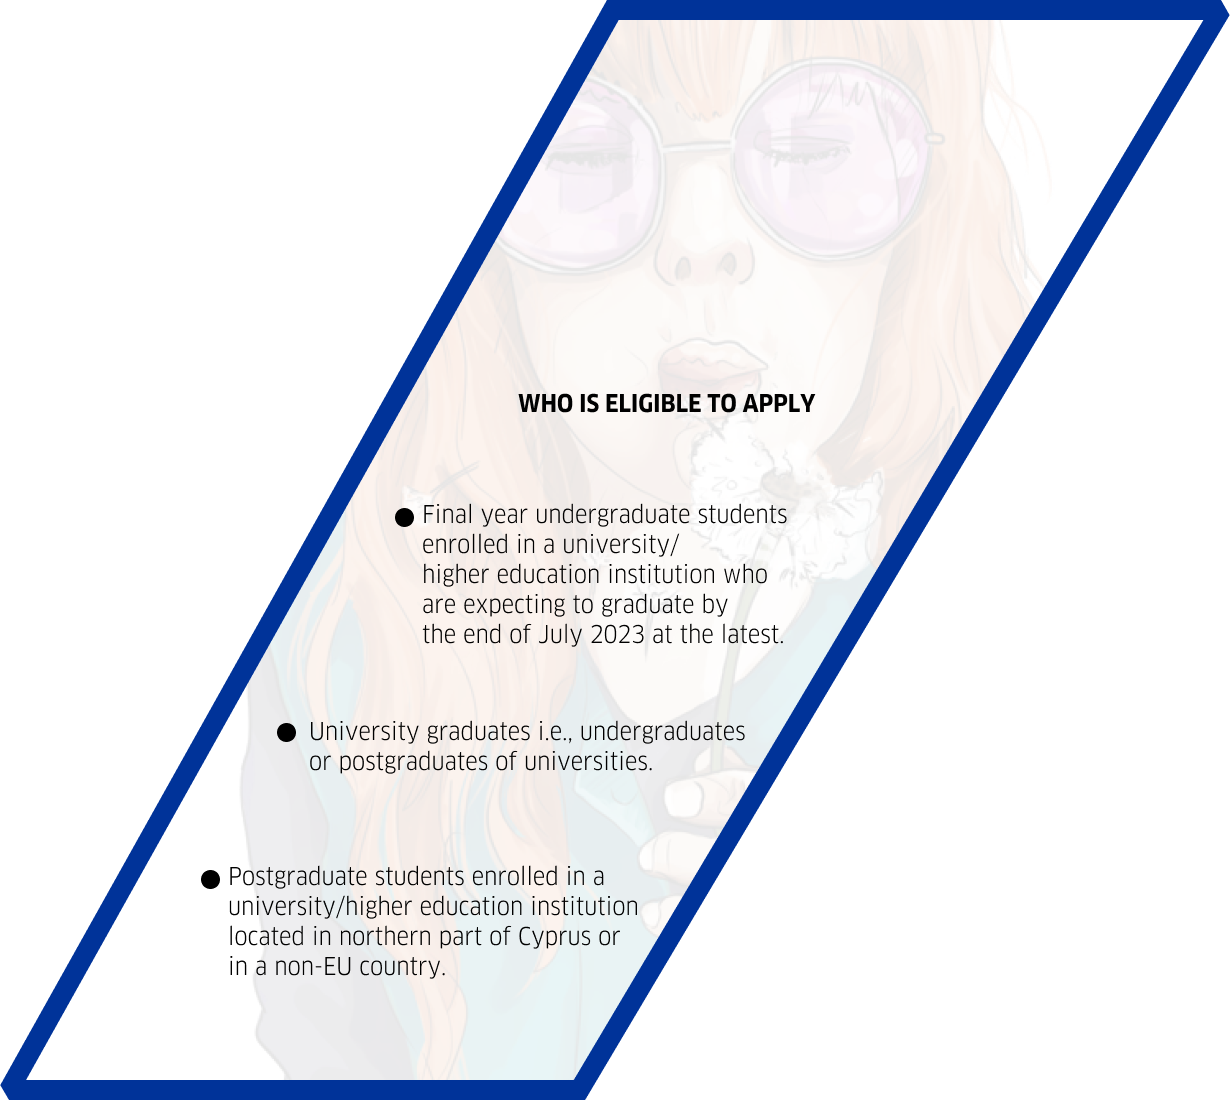 WHO IS ELIGIBLE TO APPLY
● Final year undergraduate students
enrolled in a university/
higher education institution who
are expecting to graduate by
the end of July 2023 at the latest.
● University graduates i.e., undergraduates
or postgraduates of universities.
● Postgraduate students enrolled in a
university/higher education institution
located in northern part of Cyprus or
in a non-EU country.